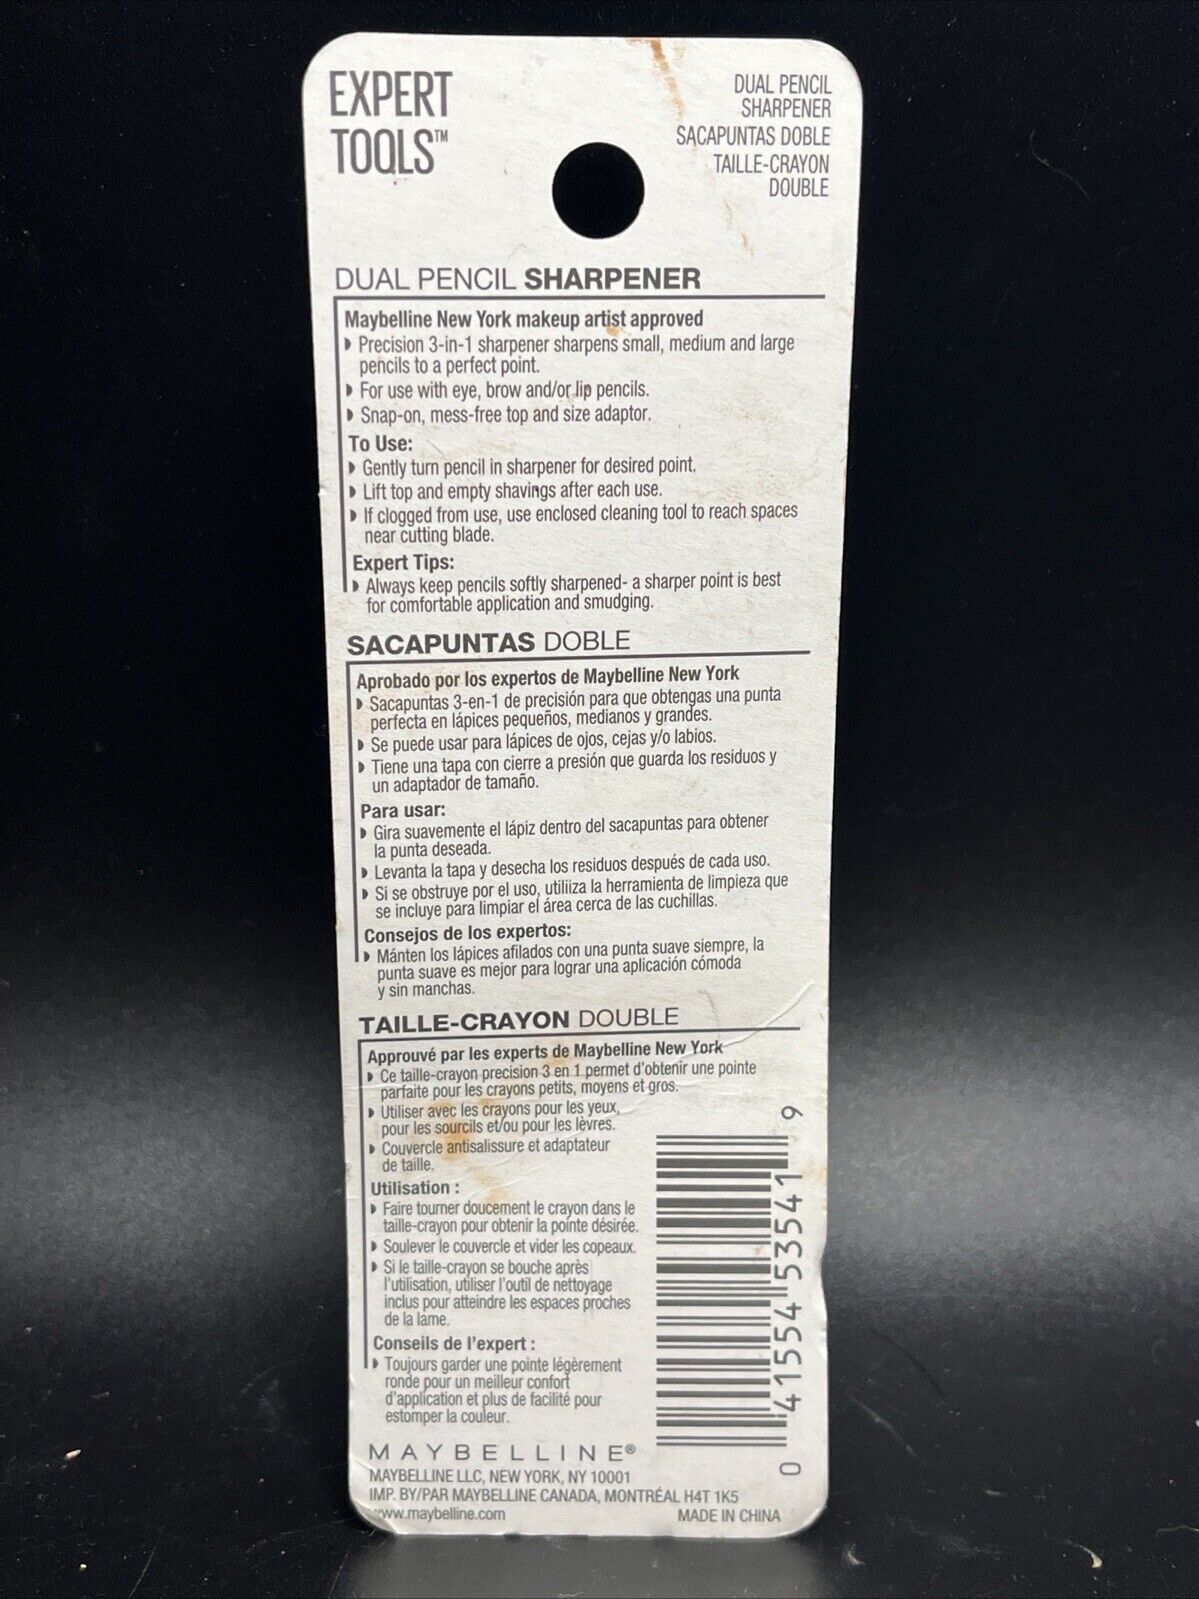 EXPERT
TOOLS™
DUAL PENCIL
SHARPENER
SACAPUNTAS DOBLE
TAILLE-CRAYON
DOUBLE
DUAL PENCIL SHARPENER
Maybelline New York makeup artist approved
Precision 3-in-1 sharpener sharpens small, medium and large
pencils to a perfect point.
For use with eye, brow and/or lip pencils.
Snap-on, mess-free top and size adaptor.
To Use:
Gently turn pencil in sharpener for desired point.
Lift top and empty shavings after each use.
If clogged from use, use enclosed cleaning tool to reach spaces
near cutting blade.
Expert Tips:
Always keep pencils softly sharpened- a sharper point is best
for comfortable application and smudging.
SACAPUNTAS DOBLE
Aprobado por los expertos de Maybelline New York
Sacapuntas 3-en-1 de precisión para que obtengas una punta
perfecta en lápices pequeños, medianos y grandes.
Se puede usar para lápices de ojos, cejas y/o labios.
Tiene una tapa con cierre a presión que guarda los residuos y
un adaptador de tamaño.
Para usar:
Gira suavemente el lápiz dentro del sacapuntas para obtener
la punta deseada.
Levanta la tapa y desecha los residuos después de cada uso.
Si se obstruye por el uso, utiliiza la herramienta de limpieza que
se incluye para limpiar el área cerca de las cuchillas.
Consejos de los expertos:
Mánten los lápices afilados con una punta suave siempre, la
punta suave es mejor para lograr una aplicación cómoda
y sin manchas.
TAILLE-CRAYON DOUBLE
Approuvé par les experts de Maybelline New York
Ce taille-crayon precision 3 en 1 permet d'obtenir une pointe
parfaite pour les crayons petits, moyens et gros.
Utiliser avec les crayons pour les yeux,
pour les sourcils et/ou pour les lèvres.
Couvercle antisalissure et adaptateur
de taille.
Utilisation :
Faire tourner doucement le crayon dans le
taille-crayon pour obtenir la pointe désirée.
Soulever le couvercle et vider les copeaux.
Si le taille-crayon se bouche après
l'utilisation, utiliser l'outil de nettoyage
inclus pour atteindre les espaces proches
de la lame.
Conseils de l'expert :
Toujours garder une pointe légèrement
ronde pour un meilleur confort
d'application et plus de facilité pour
estomper la couleur.
0 41554 53541 9
MAYBELLINE®
MAYBELLINE LLC, NEW YORK, NY 10001
IMP. BY/PAR MAYBELLINE CANADA, MONTRÉAL H4T 1K5
www.maybelline.com
MADE IN CHINA